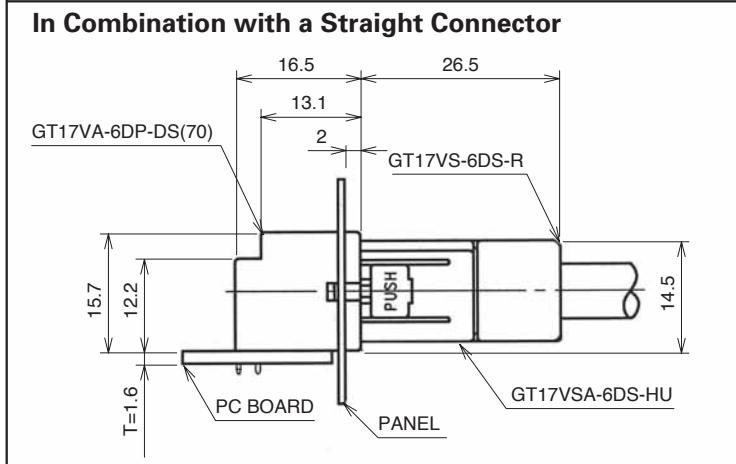 In Combination with a Straight Connector
16.5
26.5
13.1
GT17VA-6DP-DS(70)
2
GT17VS-6DS-R
15.7
12.2
PUSH
14.5
T=1.6
PC BOARD
GT17VSA-6DS-HU
PANEL